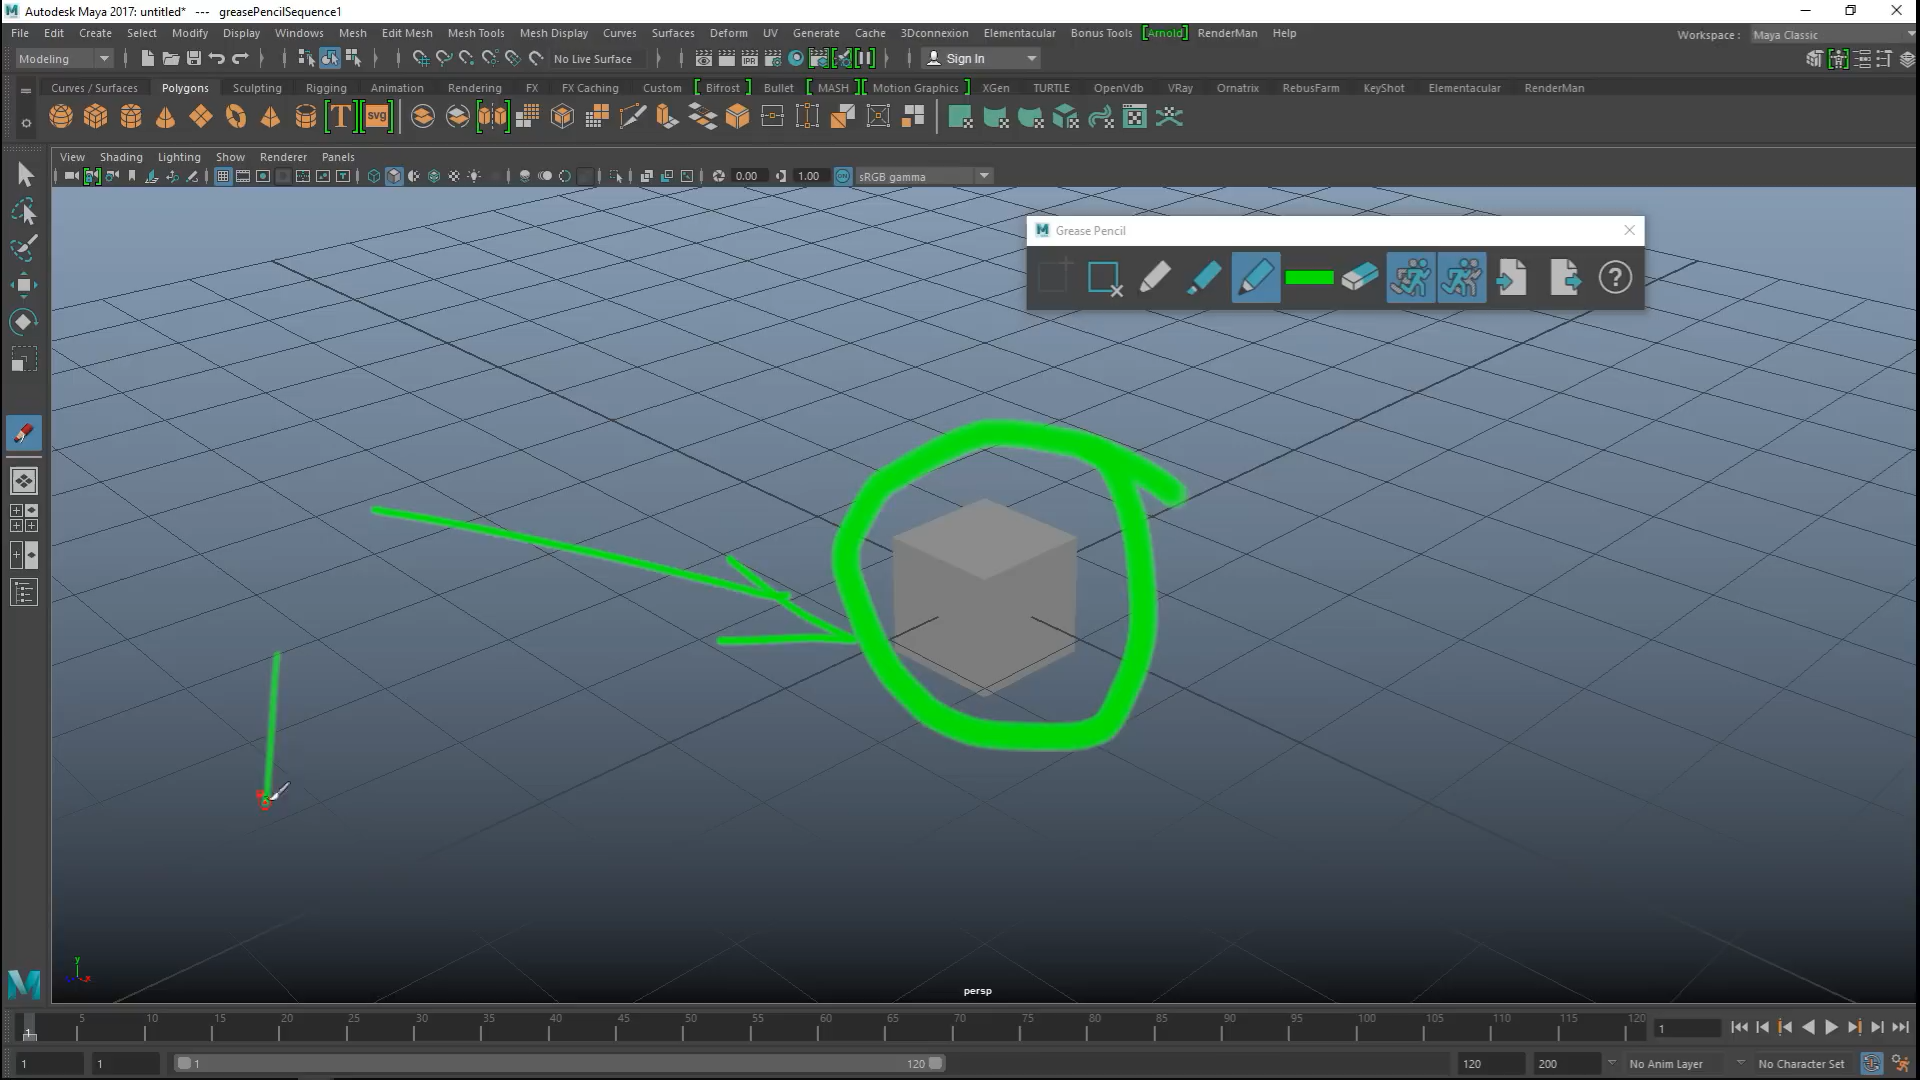 Autodesk Maya 2017: untitled* --- greasePencilSequence1
File Edit Create Select Modify Display Windows Mesh Edit Mesh Mesh Tools Mesh Display Curves Surfaces Deform UV Generate Cache 3Dconnexion Elementacular Bonus Tools [Arnold] RenderMan Help
Workspace : Maya Classic
Modeling No Live Surface IPR Sign In
Curves / Surfaces Polygons Sculpting Rigging Animation Rendering FX FX Caching Custom [ Bifrost ] Bullet [ MASH ] [ Motion Graphics ] XGen TURTLE OpenVdb VRay Ornatrix RebusFarm KeyShot Elementacular RenderMan
T svg
View Shading Lighting Show Renderer Panels
0.00 1.00 ON sRGB gamma
Grease Pencil
?
y
persp
1 5 10 15 20 25 30 35 40 45 50 55 60 65 70 75 80 85 90 95 100 105 110 115 120 1
1 1 1 120 120 200 No Anim Layer No Character Set